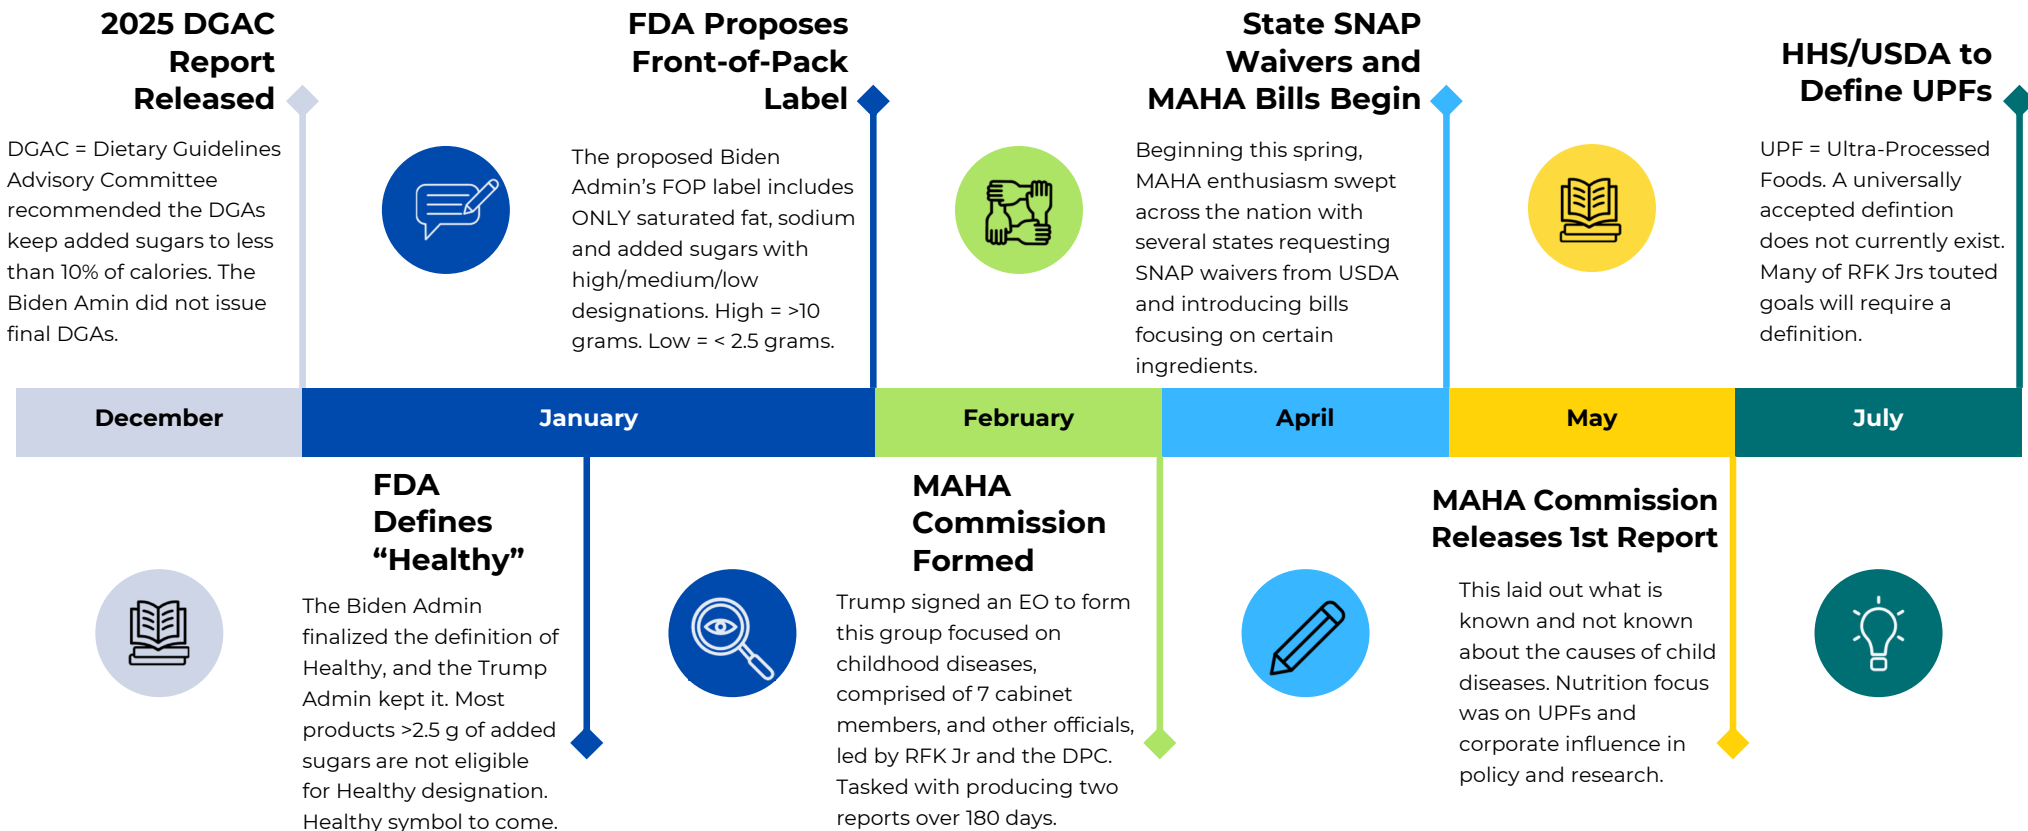 2025 DGAC
Report
Released
DGAC = Dietary Guidelines
Advisory Committee
recommended the DGAs
keep added sugars to less
than 10% of calories. The
Biden Amin did not issue
final DGAs.
FDA Proposes
Front-of-Pack
Label
The proposed Biden
Admin's FOP label includes
ONLY saturated fat, sodium
and added sugars with
high/medium/low
designations. High = >10
grams. Low = < 2.5 grams.
State SNAP
Waivers and
MAHA Bills Begin
Beginning this spring,
MAHA enthusiasm swept
across the nation with
several states requesting
SNAP waivers from USDA
and introducing bills
focusing on certain
ingredients.
HHS/USDA to
Define UPFs
UPF = Ultra-Processed
Foods. A universally
accepted defintion
does not currently exist.
Many of RFK Jrs touted
goals will require a
definition.
December
January
February
April
May
July
FDA
Defines
“Healthy”
The Biden Admin
finalized the definition of
Healthy, and the Trump
Admin kept it. Most
products >2.5 g of added
sugars are not eligible
for Healthy designation.
Healthy symbol to come.
MAHA
Commission
Formed
Trump signed an EO to form
this group focused on
childhood diseases,
comprised of 7 cabinet
members, and other officials,
led by RFK Jr and the DPC.
Tasked with producing two
reports over 180 days.
MAHA Commission
Releases 1st Report
This laid out what is
known and not known
about the causes of child
diseases. Nutrition focus
was on UPFs and
corporate influence in
policy and research.